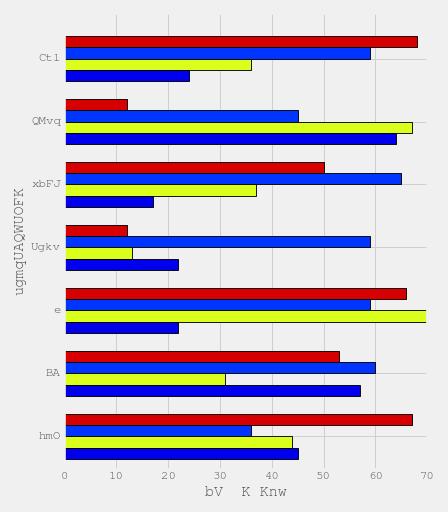 Ctl
QMvq
xbFJ
Ugkv
e
BA
hmO
ugmqUAQWUOFK
0 10 20 30 40 50 60 70
bV K Knw